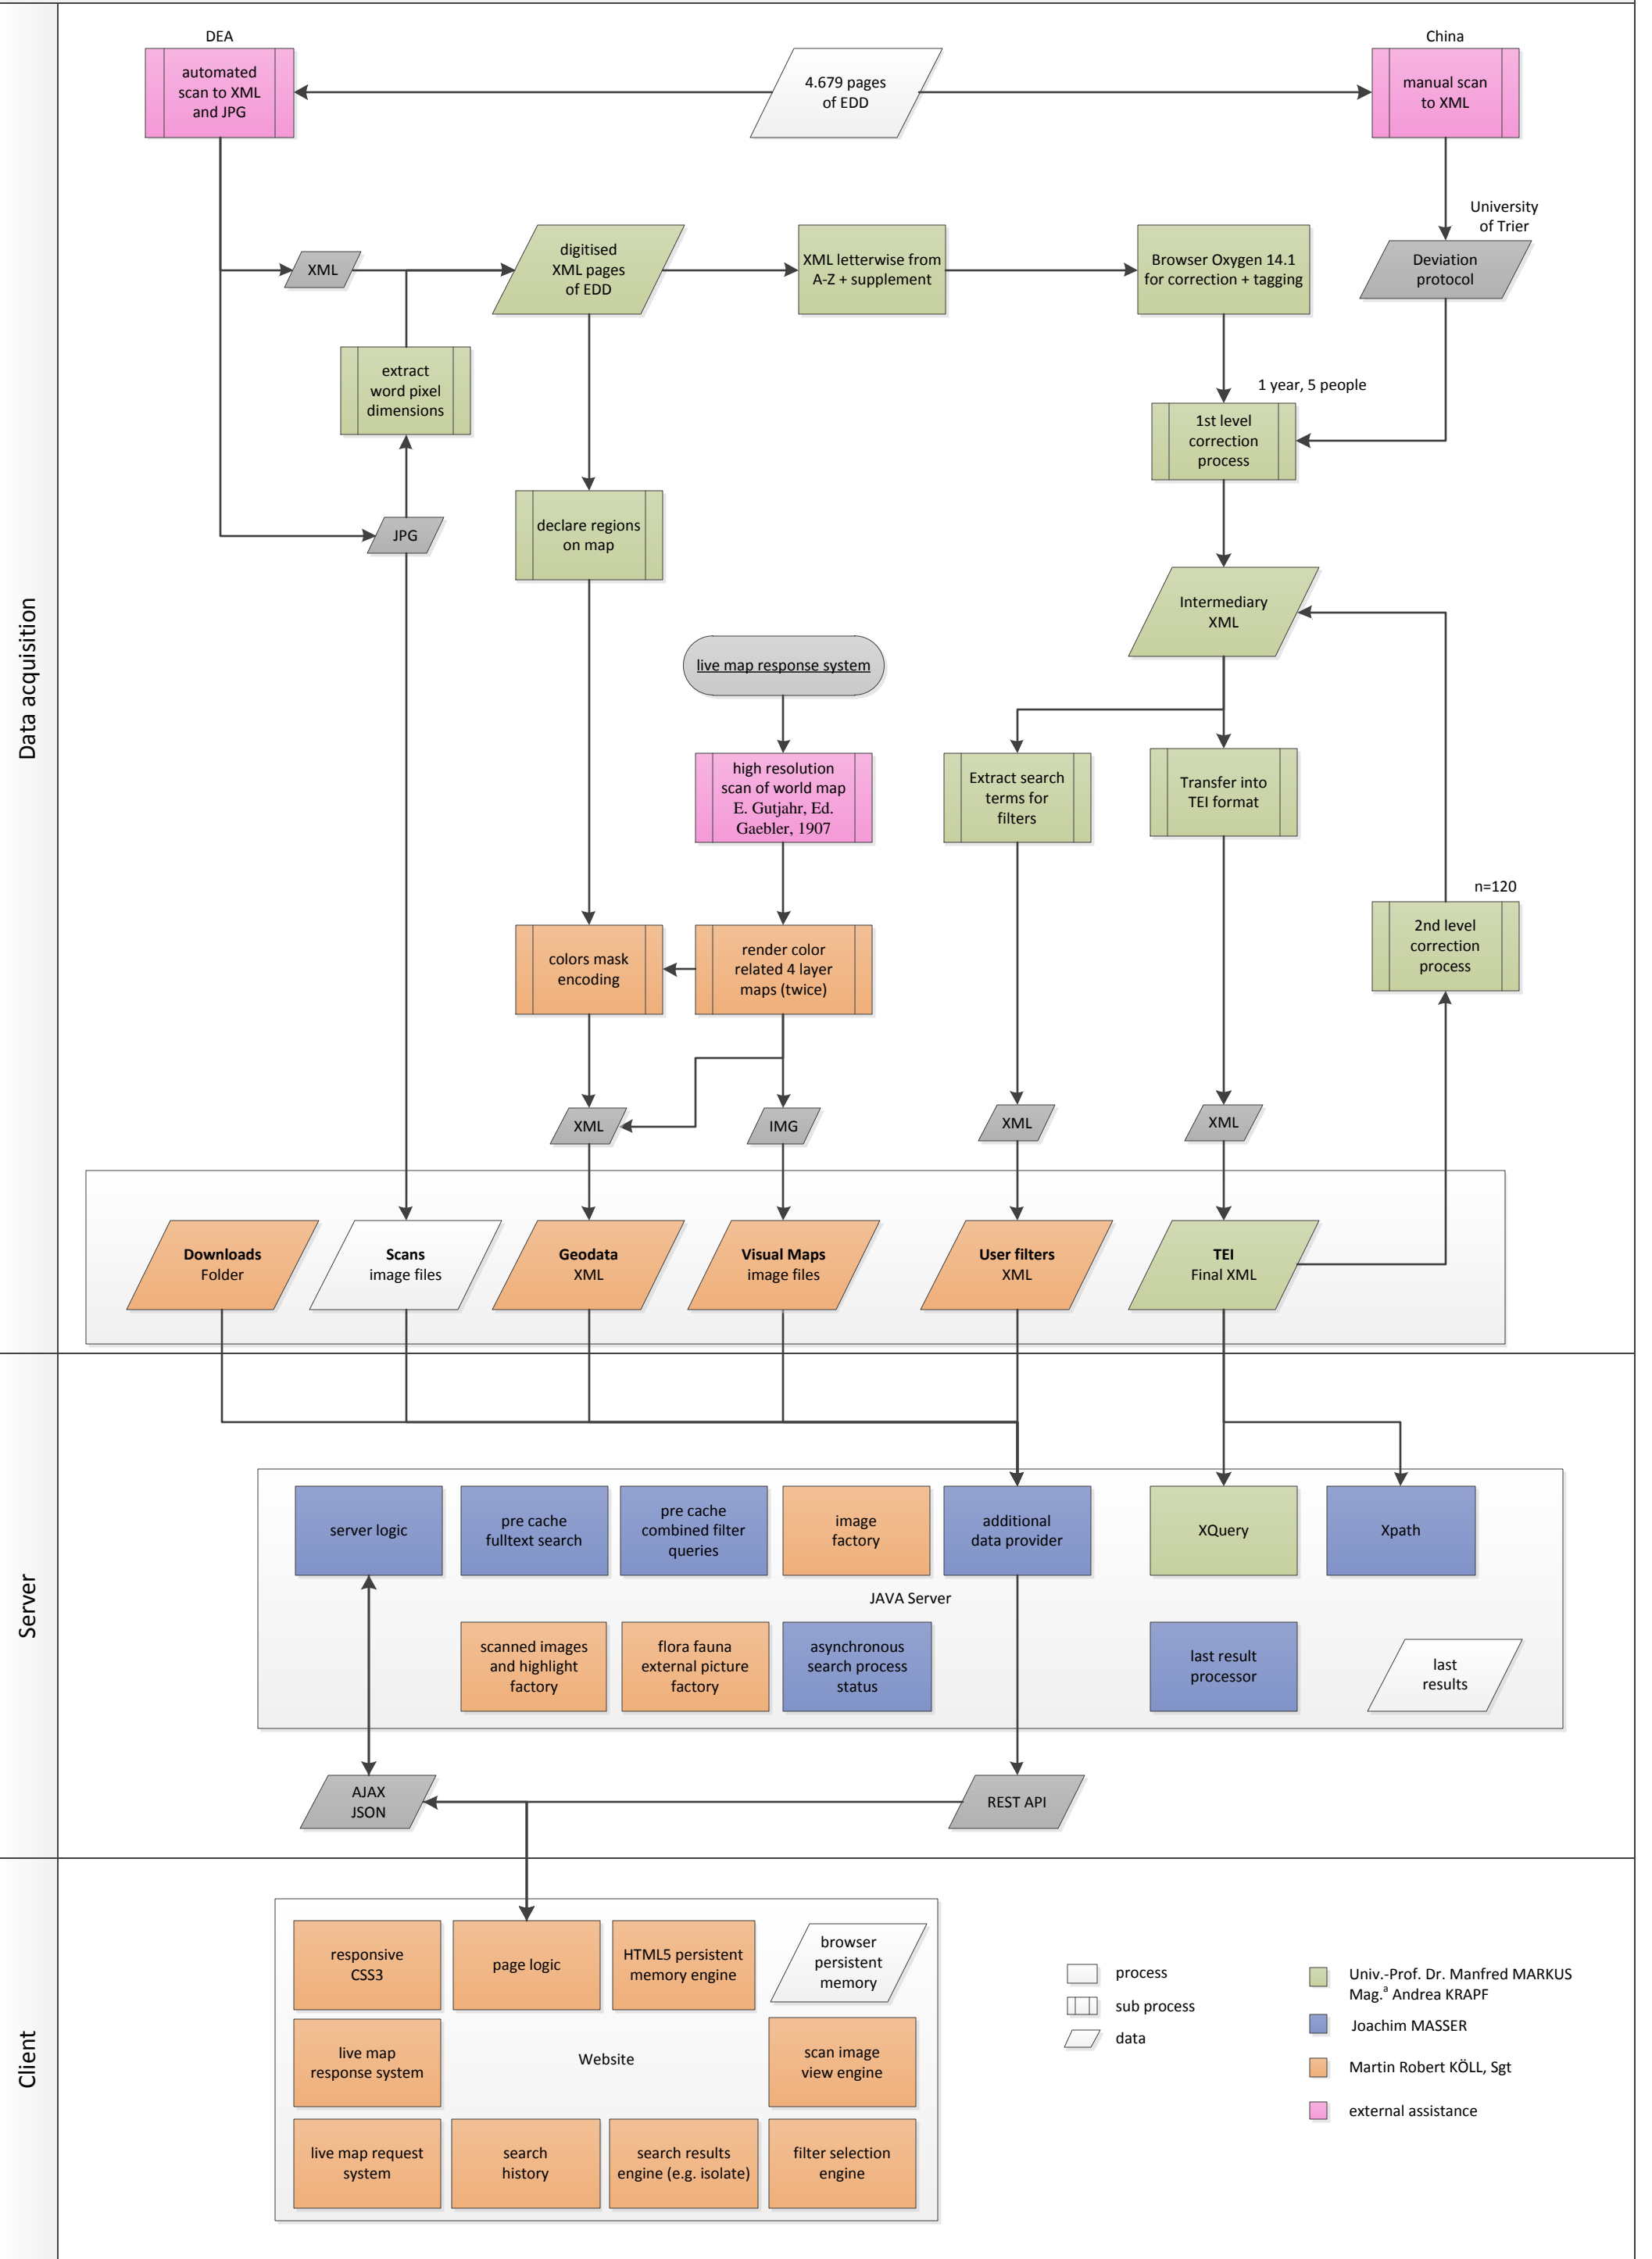 DEA
China
automated
scan to XML
and JPG
4.679 pages
of EDD
manual scan
to XML
University
of Trier
XML
digitised
XML pages
of EDD
XML letterwise from
A-Z + supplement
Browser Oxygen 14.1
for correction + tagging
Deviation
protocol
extract
word pixel
dimensions
1 year, 5 people
1st level
correction
process
JPG
declare regions
on map
Data acquisition
Intermediary
XML
live map response system
high resolution
scan of world map
E. Gutjahr, Ed.
Gaebler, 1907
Extract search
terms for
filters
Transfer into
TEI format
n=120
2nd level
correction
process
colors mask
encoding
render color
related 4 layer
maps (twice)
XML
IMG
XML
XML
Downloads
Folder
Scans
image files
Geodata
XML
Visual Maps
image files
User filters
XML
TEI
Final XML
Server
server logic
pre cache
fulltext search
pre cache
combined filter
queries
image
factory
additional
data provider
XQuery
Xpath
JAVA Server
scanned images
and highlight
factory
flora fauna
external picture
factory
asynchronous
search process
status
last result
processor
last
results
AJAX
JSON
REST API
Client
responsive
CSS3
page logic
HTML5 persistent
memory engine
browser
persistent
memory
live map
response system
Website
scan image
view engine
live map request
system
search
history
search results
engine (e.g. isolate)
filter selection
engine
process
sub process
data
Univ.-Prof. Dr. Manfred MARKUS
Mag.ª Andrea KRAPF
Joachim MASSER
Martin Robert KÖLL, Sgt
external assistance